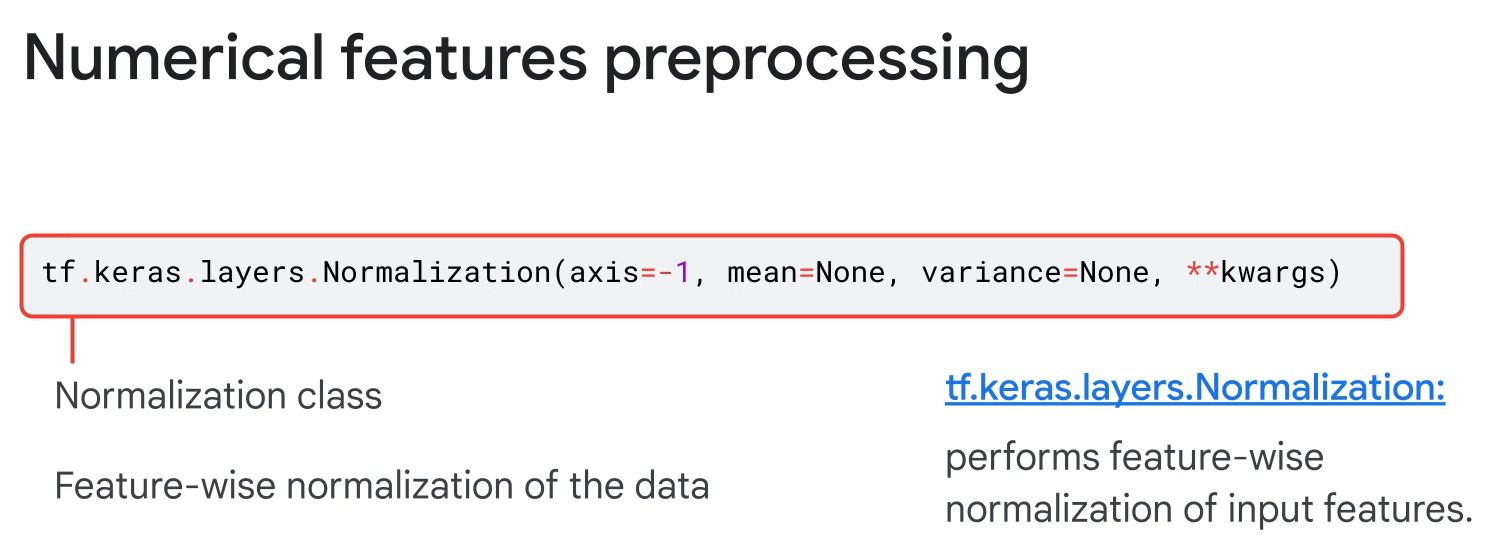 Numerical features preprocessing
tf.keras.layers.Normalization(axis=-1, mean=None, variance=None, **kwargs)
Normalization class
Feature-wise normalization of the data
tf.keras.layers.Normalization:
performs feature-wise
normalization of input features.